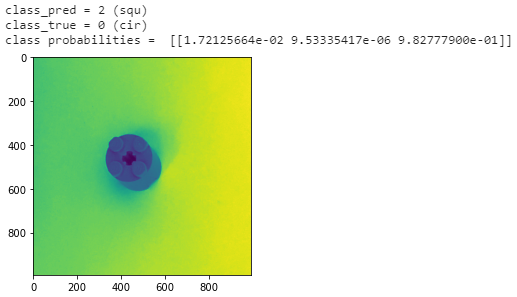 class_pred = 2 (squ)
class_true = 0 (cir)
class probabilities =  [[1.72125664e-02 9.53335417e-06 9.82777900e-01]]
0
200
400
600
800
0 200 400 600 800